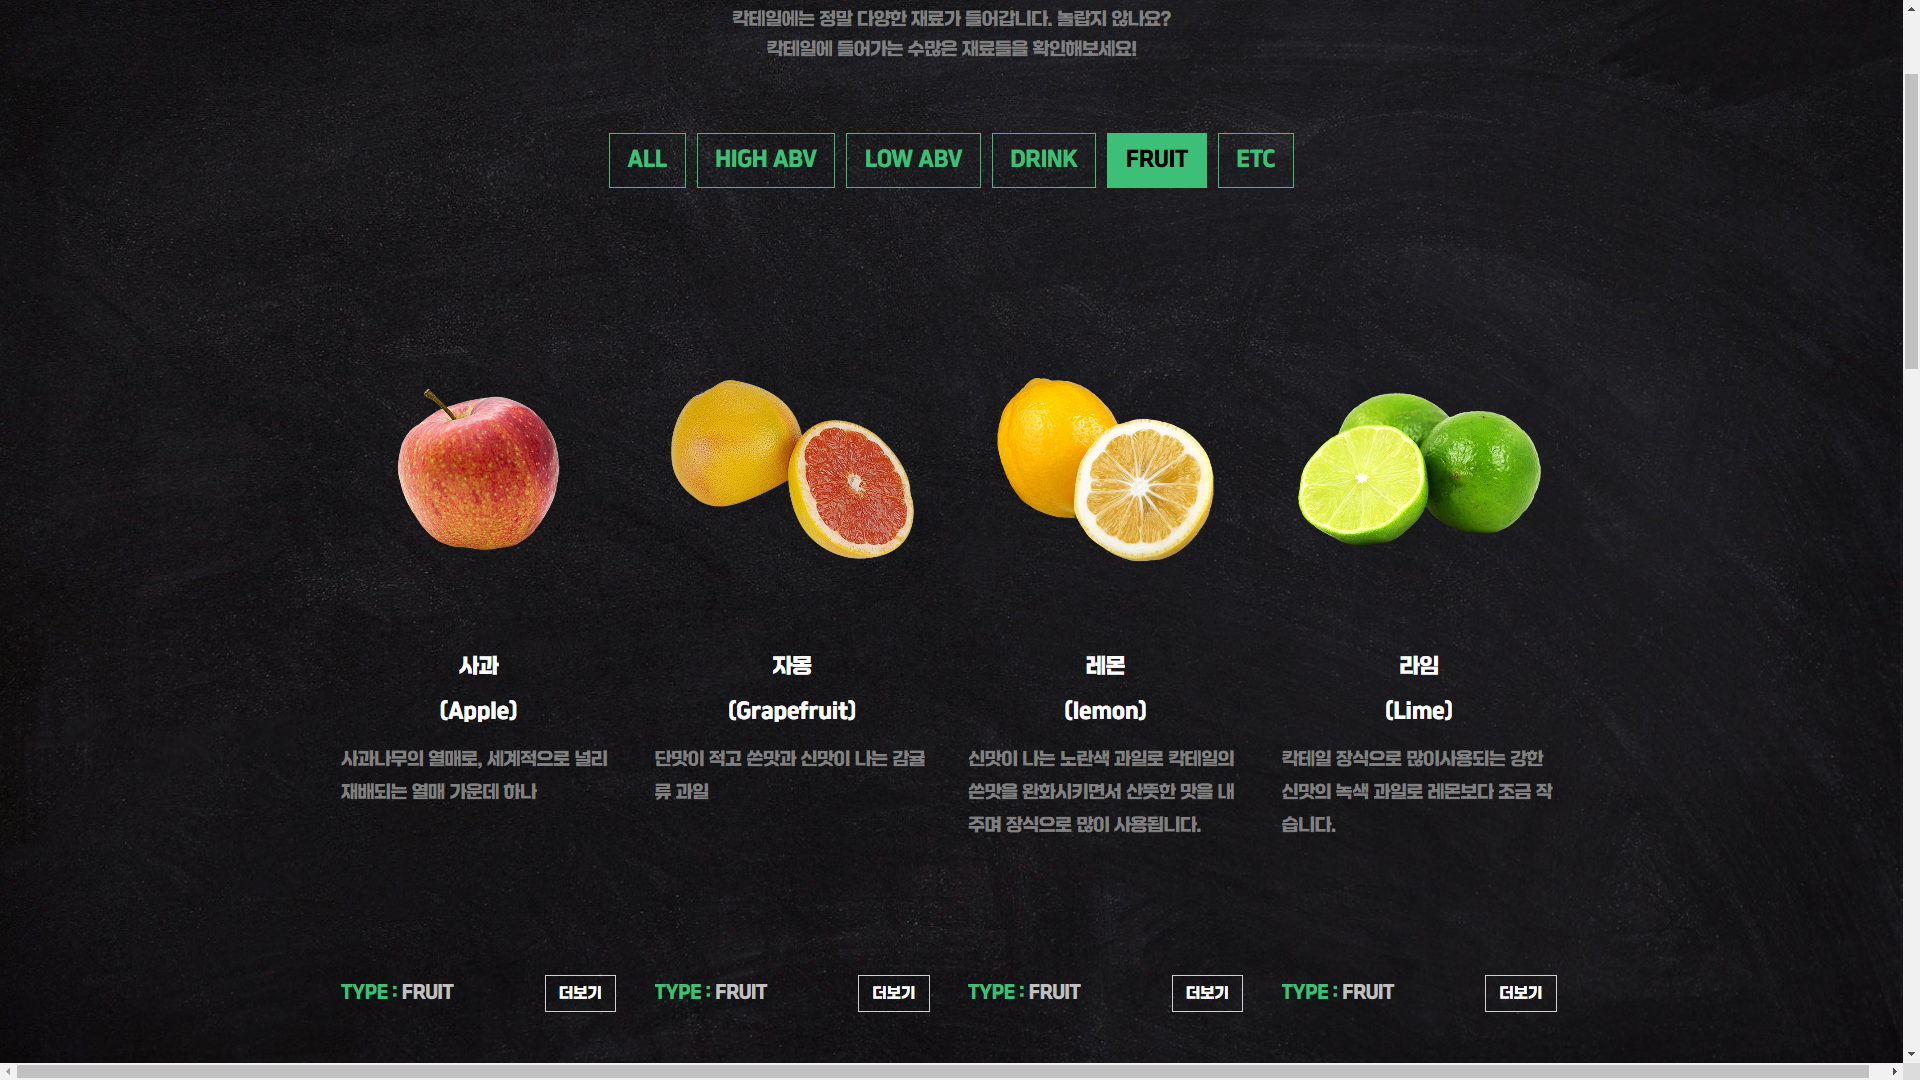 칵테일에는 정말 다양한 재료가 들어갑니다. 놀랍지 않나요?
칵테일에 들어가는 수많은 재료들을 확인해보세요!
ALL
HIGH ABV
LOW ABV
DRINK
FRUIT
ETC
사과
(Apple)
사과나무의 열매로, 세계적으로 널리
재배되는 열매 가운데 하나
TYPE : FRUIT
더보기
자몽
(Grapefruit)
단맛이 적고 쓴맛과 신맛이 나는 감귤
류 과일
TYPE : FRUIT
더보기
레몬
(lemon)
신맛이 나는 노란색 과일로 칵테일의
쓴맛을 완화시키면서 산뜻한 맛을 내
주며 장식으로 많이 사용됩니다.
TYPE : FRUIT
더보기
라임
(Lime)
칵테일 장식으로 많이사용되는 강한
신맛의 녹색 과일로 레몬보다 조금 작
습니다.
TYPE : FRUIT
더보기